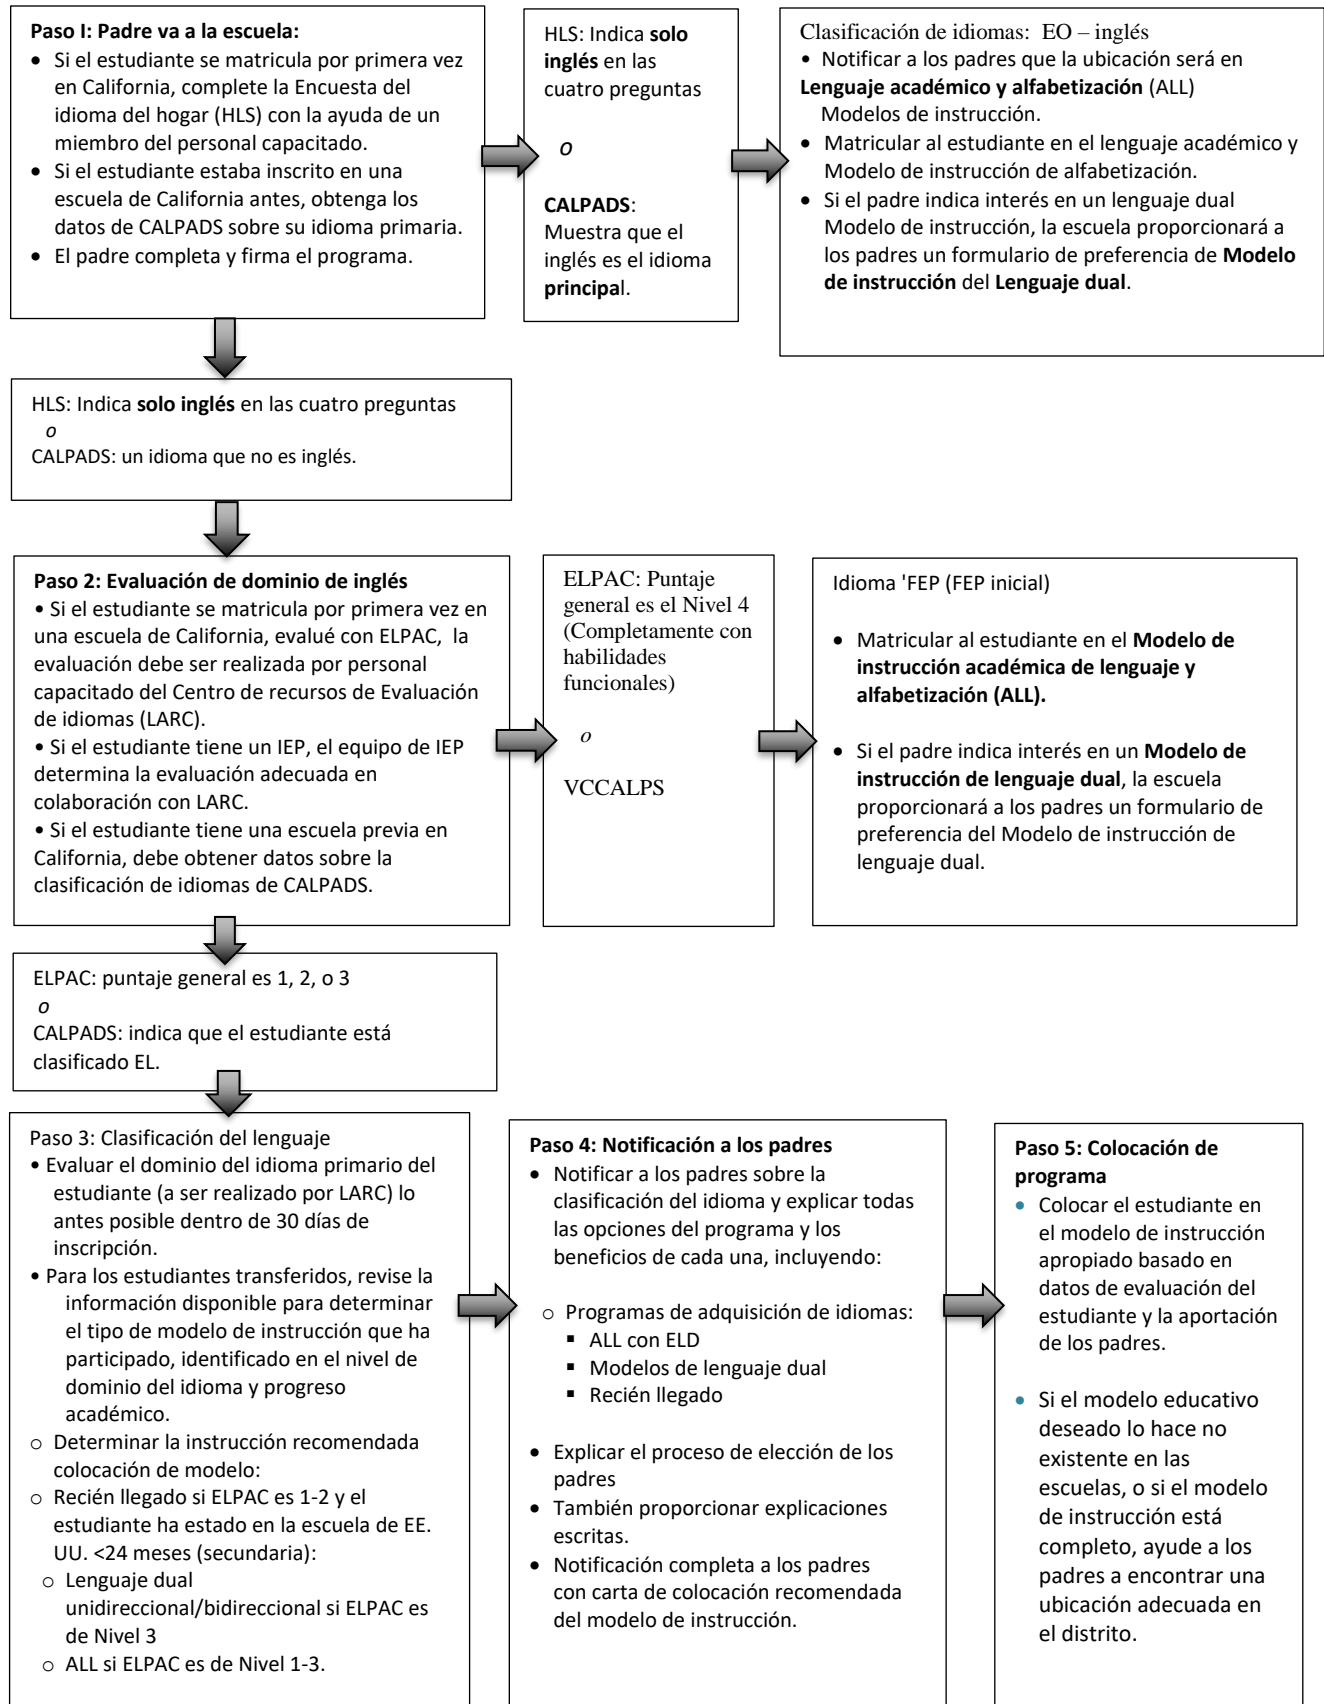 Paso I: Padre va a la escuela:
• Si el estudiante se matricula por primera vez
en California, complete la Encuesta del
idioma del hogar (HLS) con la ayuda de un
miembro del personal capacitado.
• Si el estudiante estaba inscrito en una
escuela de California antes, obtenga los
datos de CALPADS sobre su idioma primaria.
• El padre completa y firma el programa.
HLS: Indica solo
inglés en las
cuatro preguntas
o
CALPADS:
Muestra que el
inglés es el idioma
principal.
Clasificación de idiomas: EO – inglés
• Notificar a los padres que la ubicación será en
Lenguaje académico y alfabetización (ALL)
Modelos de instrucción.
• Matricular al estudiante en el lenguaje académico y
Modelo de instrucción de alfabetización.
• Si el padre indica interés en un lenguaje dual
Modelo de instrucción, la escuela proporcionará a
los padres un formulario de preferencia de Modelo
de instrucción del Lenguaje dual.
HLS: Indica solo inglés en las cuatro preguntas
o
CALPADS: un idioma que no es inglés.
Paso 2: Evaluación de dominio de inglés
• Si el estudiante se matricula por primera vez en
una escuela de California, evalué con ELPAC, la
evaluación debe ser realizada por personal
capacitado del Centro de recursos de Evaluación
de idiomas (LARC).
• Si el estudiante tiene un IEP, el equipo de IEP
determina la evaluación adecuada en
colaboración con LARC.
• Si el estudiante tiene una escuela previa en
California, debe obtener datos sobre la
clasificación de idiomas de CALPADS.
ELPAC: Puntaje
general es el Nivel 4
(Completamente con
habilidades
funcionales)
o
VCCALPS
Idioma 'FEP (FEP inicial)
• Matricular al estudiante en el Modelo de
instrucción académica de lenguaje y
alfabetización (ALL).
• Si el padre indica interés en un Modelo de
instrucción de lenguaje dual, la escuela
proporcionará a los padres un formulario de
preferencia del Modelo de instrucción de
lenguaje dual.
ELPAC: puntaje general es 1, 2, o 3
o
CALPADS: indica que el estudiante está
clasificado EL.
Paso 3: Clasificación del lenguaje
• Evaluar el dominio del idioma primario del
estudiante (a ser realizado por LARC) lo
antes posible dentro de 30 días de
inscripción.
• Para los estudiantes transferidos, revise la
información disponible para determinar
el tipo de modelo de instrucción que ha
participado, identificado en el nivel de
dominio del idioma y progreso
académico.
o Determinar la instrucción recomendada
colocación de modelo:
o Recién llegado si ELPAC es 1-2 y el
estudiante ha estado en la escuela de EE.
UU. <24 meses (secundaria):
o Lenguaje dual
unidireccional/bidireccional si ELPAC es
de Nivel 3
o ALL si ELPAC es de Nivel 1-3.
Paso 4: Notificación a los padres
• Notificar a los padres sobre la
clasificación del idioma y explicar todas
las opciones del programa y los
beneficios de cada una, incluyendo:
o Programas de adquisición de idiomas:
▪ ALL con ELD
▪ Modelos de lenguaje dual
▪ Recién llegado
• Explicar el proceso de elección de los
padres
• También proporcionar explicaciones
escritas.
• Notificación completa a los padres
con carta de colocación recomendada
del modelo de instrucción.
Paso 5: Colocación de
programa
• Colocar el estudiante en
el modelo de instrucción
apropiado basado en
datos de evaluación del
estudiante y la aportación
de los padres.
• Si el modelo educativo
deseado lo hace no
existente en las
escuelas, o si el modelo
de instrucción está
completo, ayude a los
padres a encontrar una
ubicación adecuada en
el distrito.